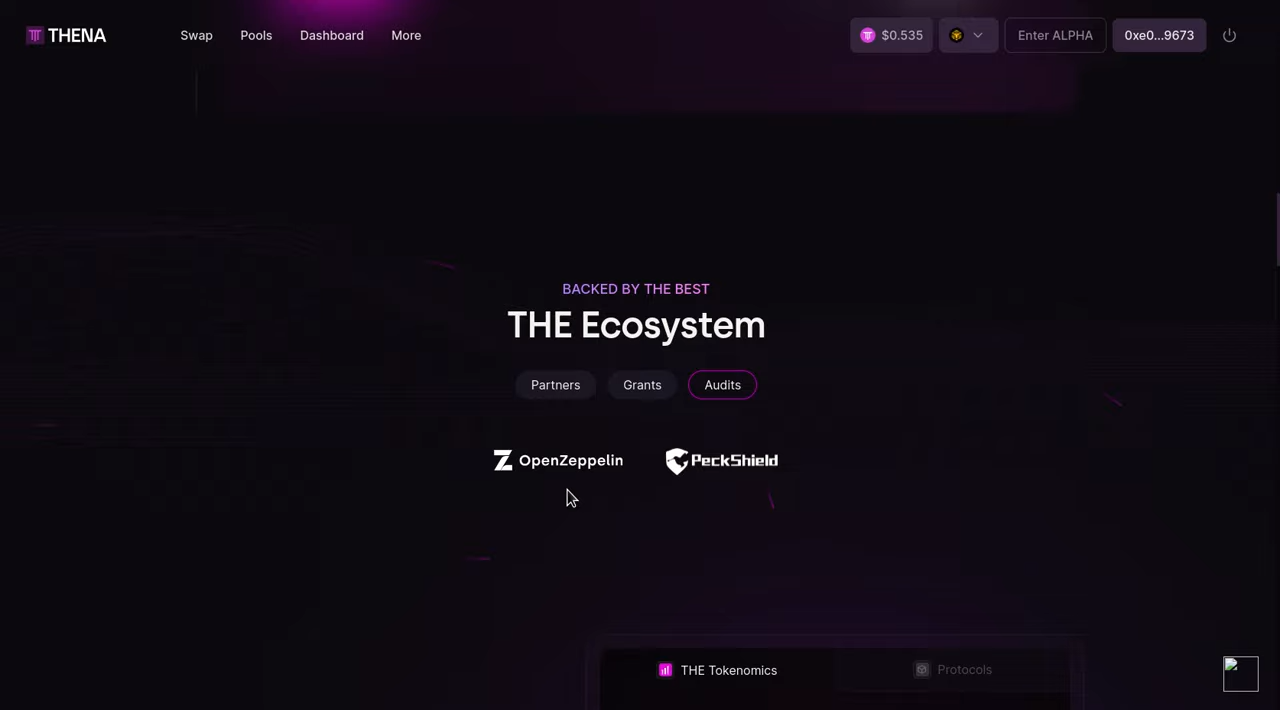 THENA
Swap
Pools
Dashboard
More
$0.535
Enter ALPHA
0xe0...9673
BACKED BY THE BEST
THE Ecosystem
Partners
Grants
Audits
OpenZeppelin
PeckShield
THE Tokenomics
Protocols